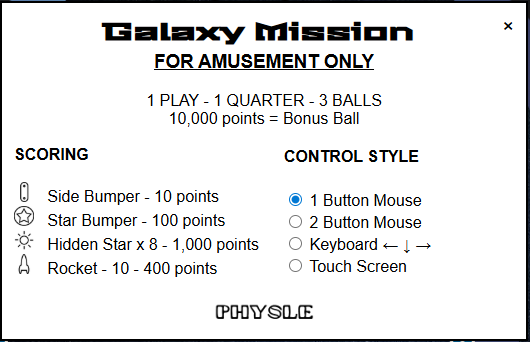 Galaxy Mission
×
FOR AMUSEMENT ONLY
1 PLAY - 1 QUARTER - 3 BALLS
10,000 points = Bonus Ball
SCORING
Side Bumper - 10 points
Star Bumper - 100 points
Hidden Star x 8 - 1,000 points
Rocket - 10 - 400 points
CONTROL STYLE
1 Button Mouse
2 Button Mouse
Keyboard ← ↓ →
Touch Screen
PHYSLE